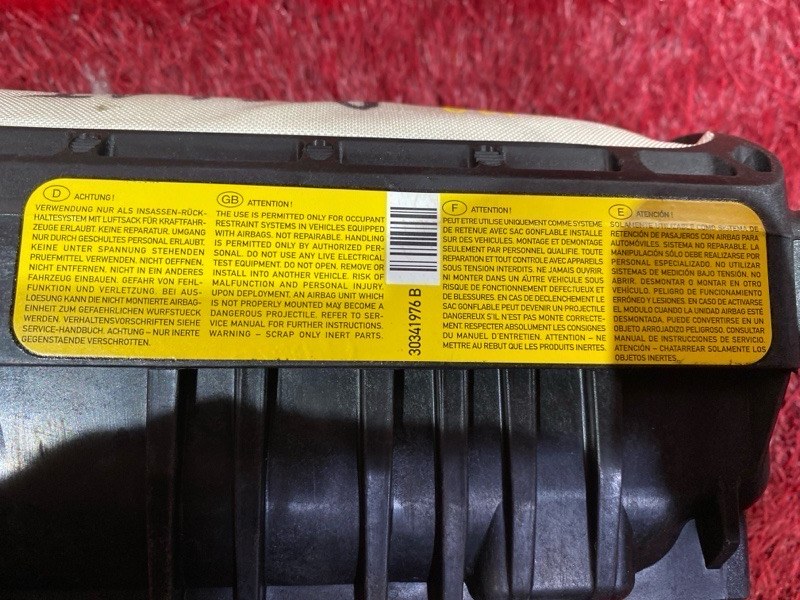 D ACHTUNG!
VERWENDUNG NUR ALS INSASSEN-RÜCK-
HALTESYSTEM MIT LUFTSACK FÜR KRAFTFAHR-
ZEUGE ERLAUBT. KEINE REPARATUR. UMGANG
NUR DURCH GESCHULTES PERSONAL ERLAUBT.
KEINE UNTER SPANNUNG STEHENDEN
PRUEFMITTEL VERWENDEN. NICHT OEFFNEN.
NICHT ENTFERNEN. NICHT IN EIN ANDERES
FAHRZEUG EINBAUEN. GEFAHR VON FEHL-
FUNKTION UND VERLETZUNG. BEI AUS-
LOESUNG KANN DIE NICHT MONTIERTE AIRBAG-
EINHEIT ZUM GEFAEHRLICHEN WURFSTUECK
WERDEN. VERHALTENSVORSCHRIFTEN SIEHE
SERVICE-HANDBUCH. ACHTUNG – NUR INERTE
GEGENSTAENDE VERSCHROTTEN.
GB ATTENTION!
THE USE IS PERMITTED ONLY FOR OCCUPANT
RESTRAINT SYSTEMS IN VEHICLES EQUIPPED
WITH AIRBAGS. NOT REPAIRABLE. HANDLING
IS PERMITTED ONLY BY AUTHORIZED PER-
SONAL. DO NOT USE ANY LIVE ELECTRICAL
TEST EQUIPMENT. DO NOT OPEN. REMOVE OR
INSTALL INTO ANOTHER VEHICLE. RISK OF
MALFUNCTION AND PERSONAL INJURY.
UPON DEPLOYMENT, AN AIRBAG UNIT WHICH
IS NOT PROPERLY MOUNTED MAY BECOME A
DANGEROUS PROJECTILE. REFER TO SER-
VICE MANUAL FOR FURTHER INSTRUCTIONS.
WARNING – SCRAP ONLY INERT PARTS.
30341976 B
F ATTENTION!
PEUT ETRE UTILISE UNIQUEMENT COMME SYSTEME
DE RETENUE AVEC SAC GONFLABLE INSTALLE
SUR DES VEHICULES. MONTAGE ET DEMONTAGE
SEULEMENT PAR PERSONNEL QUALIFIE. TOUTE
REPARATION ET TOUT CONTROLE AVEC APPAREILS
SOUS TENSION INTERDITS. NE JAMAIS OUVRIR.
NI MONTER DANS UN AUTRE VÉHICULE SOUS
RISQUE DE FONCTIONNEMENT DEFECTUEUX ET
DE BLESSURES. EN CAS DE DECLENCHEMENT LE
SAC GONFLABLE PEUT DEVENIR UN PROJECTILE
DANGEREUX S'IL N'EST PAS MONTE CORRECTE-
MENT. RESPECTER ABSOLUMENT LES CONSIGNES
DU MANUEL D'ENTRETIEN. ATTENTION – NE
METTRE AU REBUT QUE LES PRODUITS INERTES.
E ATENCIÓN!
RETENCIÓN DE PASAJEROS CON AIRBAG PARA
AUTOMÓVILES. SISTEMA NO REPARABLE. LA
MANIPULACIÓN SÓLO DEBE REALIZARSE POR
PERSONAL ESPECIALIZADO. NO UTILIZAR
SISTEMAS DE MEDICIÓN BAJO TENSIÓN. NO
ABRIR, DESMONTAR O MONTAR EN OTRO
VEHÍCULO. PELIGRO DE FUNCIONAMIENTO
ERRÓNEO Y LESIONES. EN CASO DE ACTIVARSE
EL MODULO CUANDO LA UNIDAD AIRBAG ESTÉ
DESMONTADA, PUEDE CONVERTIRSE EN UN
OBJETO ARROJADIZO PELIGROSO. CONSULTAR
MANUAL DE INSTRUCCIONES DE SERVICIO.
ATENCIÓN – CHATARREAR SOLAMENTE LOS
OBJETOS INERTES.